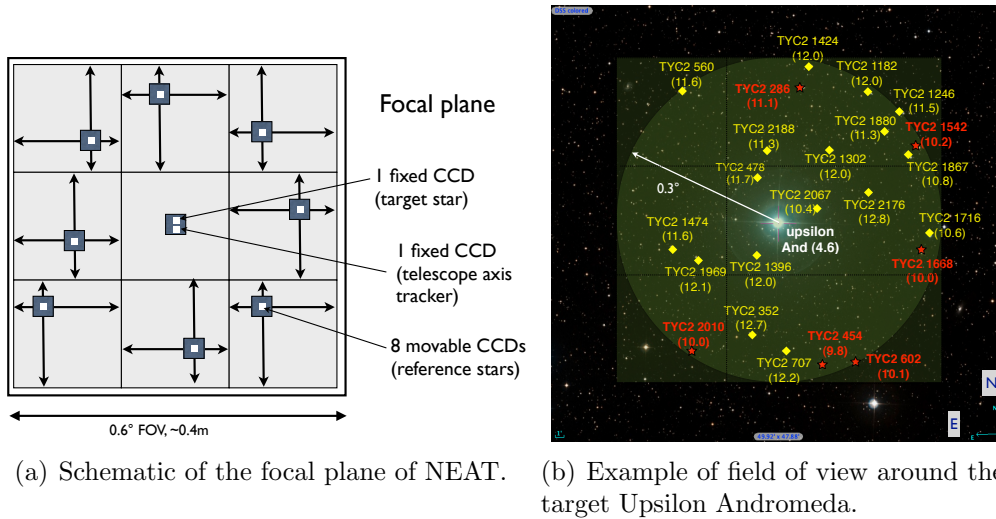 Focal plane
1 fixed CCD
(target star)
1 fixed CCD
(telescope axis
tracker)
8 movable CCDs
(reference stars)
0.6° FOV, ~0.4m
(a) Schematic of the focal plane of NEAT.
DSS colored
TYC2 1424
(12.0)
TYC2 560
(11.6)
TYC2 1182
(12.0)
TYC2 286
(11.1)
TYC2 1246
(11.5)
TYC2 1880
(11.3)
TYC2 1542
(10.2)
TYC2 2188
(11.3)
TYC2 1302
(12.0)
TYC2 1867
(10.8)
TYC2 478
(11.7)
0.3°
TYC2 2067
(10.4)
TYC2 2176
(12.8)
TYC2 1474
(11.6)
upsilon
And (4.6)
TYC2 1716
(10.6)
TYC2 1969
(12.1)
TYC2 1396
(12.0)
TYC2 1668
(10.0)
TYC2 352
(12.7)
TYC2 2010
(10.0)
TYC2 454
(9.8)
TYC2 707
(12.2)
TYC2 602
(10.1)
N
E
1'
49.92' x 47.88'
E
(b) Example of field of view around the
target Upsilon Andromeda.